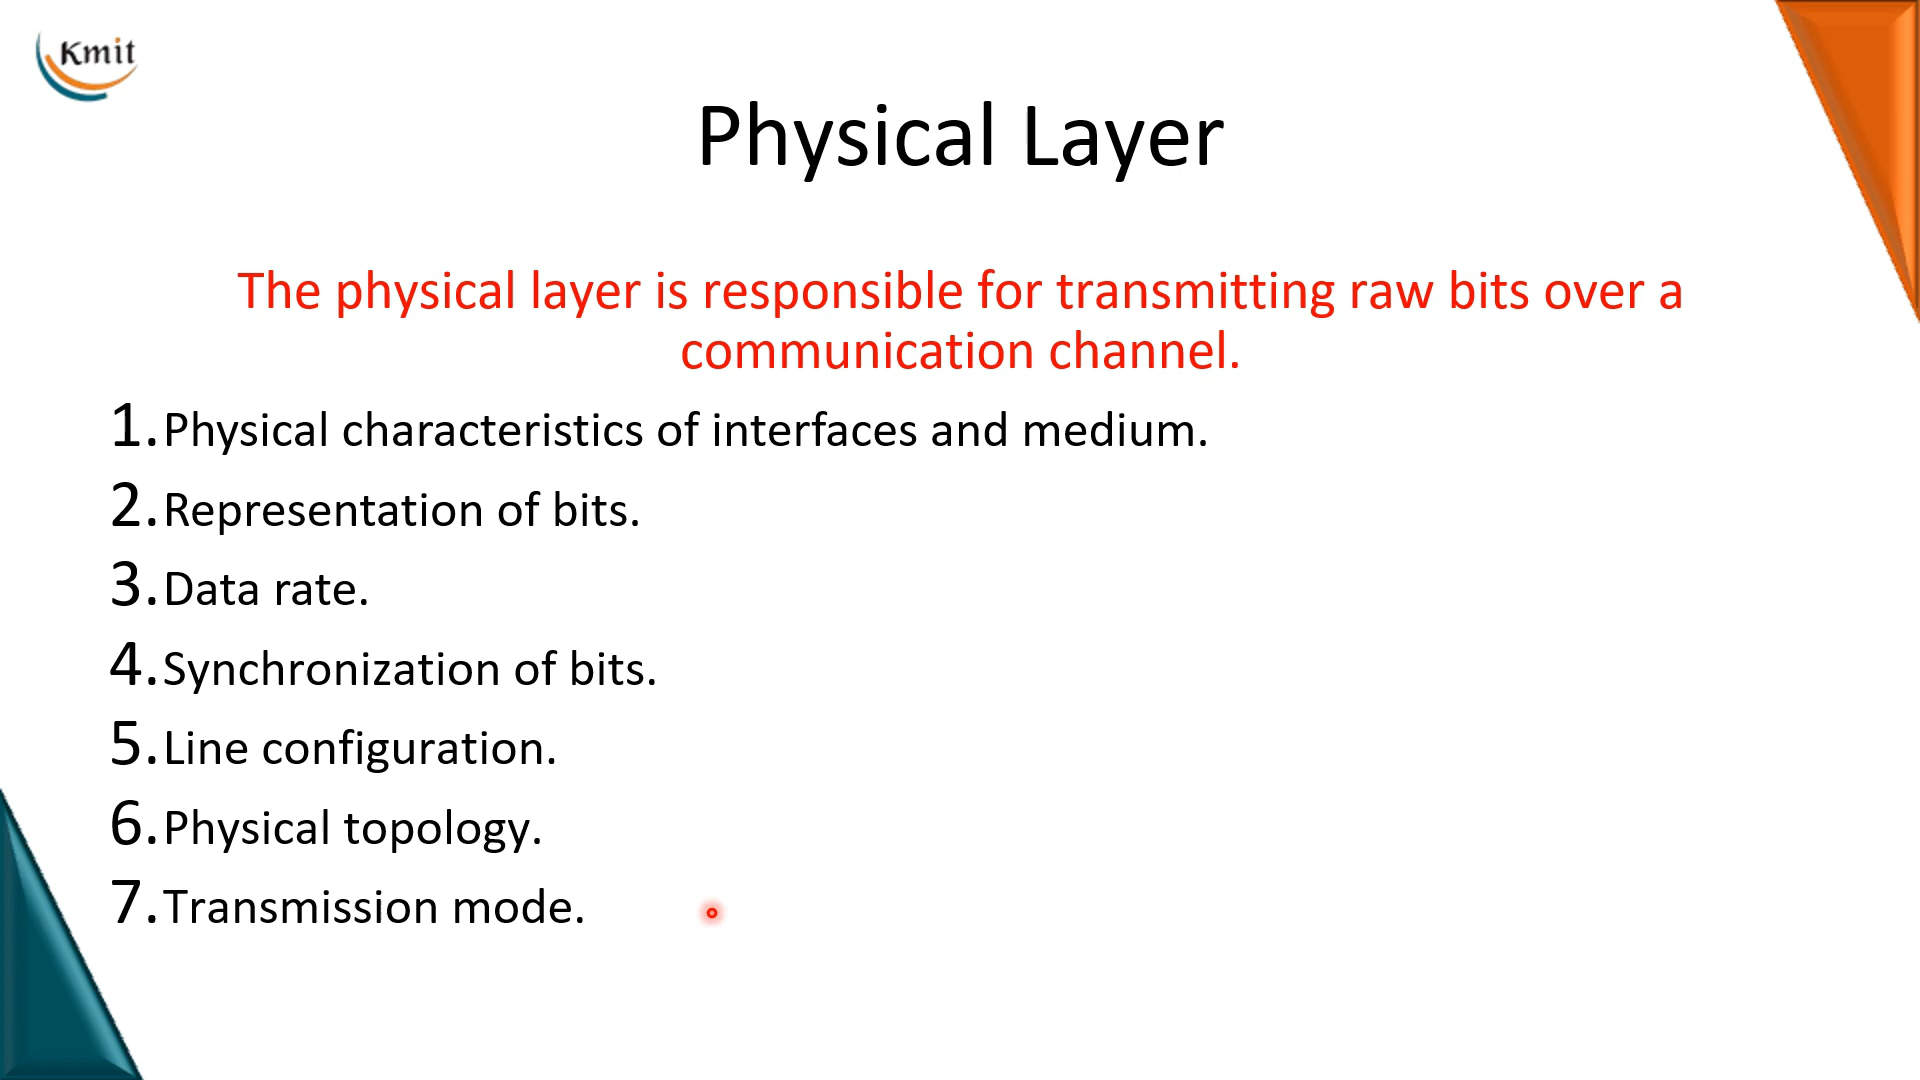 Kmit
Physical Layer
The physical layer is responsible for transmitting raw bits over a
communication channel.
1. Physical characteristics of interfaces and medium.
2. Representation of bits.
3. Data rate.
4. Synchronization of bits.
5. Line configuration.
6. Physical topology.
7. Transmission mode.